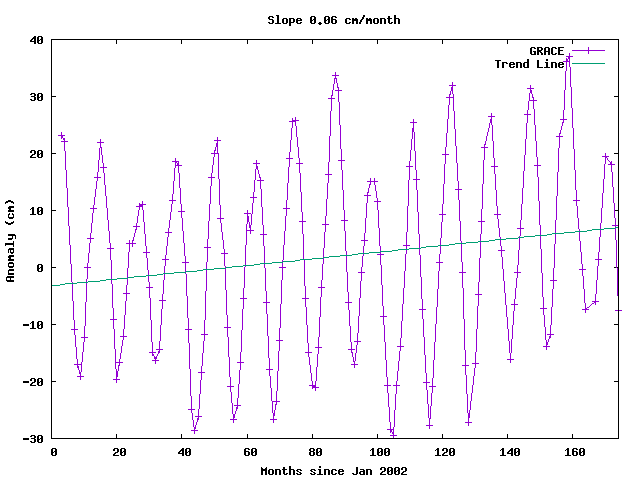 Slope 0.06 cm/month
GRACE
Trend Line
Anomaly (cm)
40
30
20
10
0
-10
-20
-30
0 20 40 60 80 100 120 140 160
Months since Jan 2002